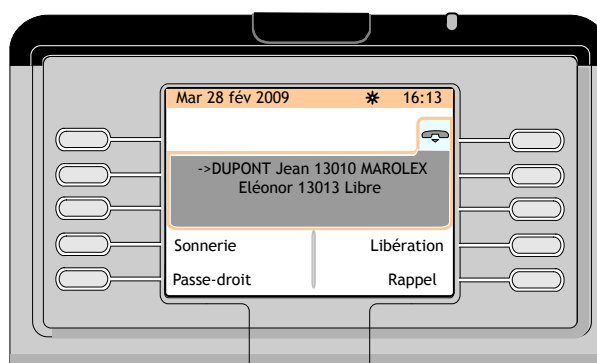 Mar 28 fév 2009 16:13
->DUPONT Jean 13010 MAROLEX
Eléonor 13013 Libre
Sonnerie Libération
Passe-droit Rappel